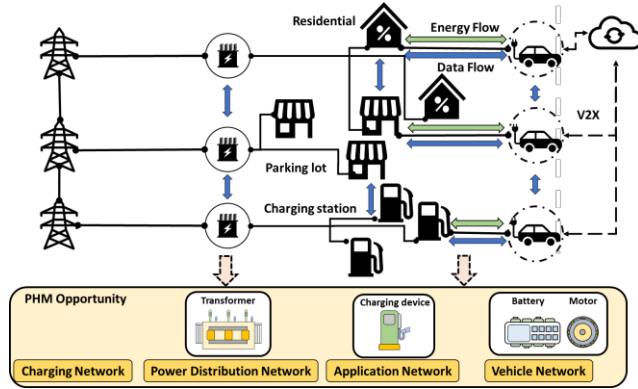 Residential
Energy Flow
Data Flow
V2X
Parking lot
Charging station
PHM Opportunity
Transformer
Charging device
Battery
Motor
Charging Network
Power Distribution Network
Application Network
Vehicle Network